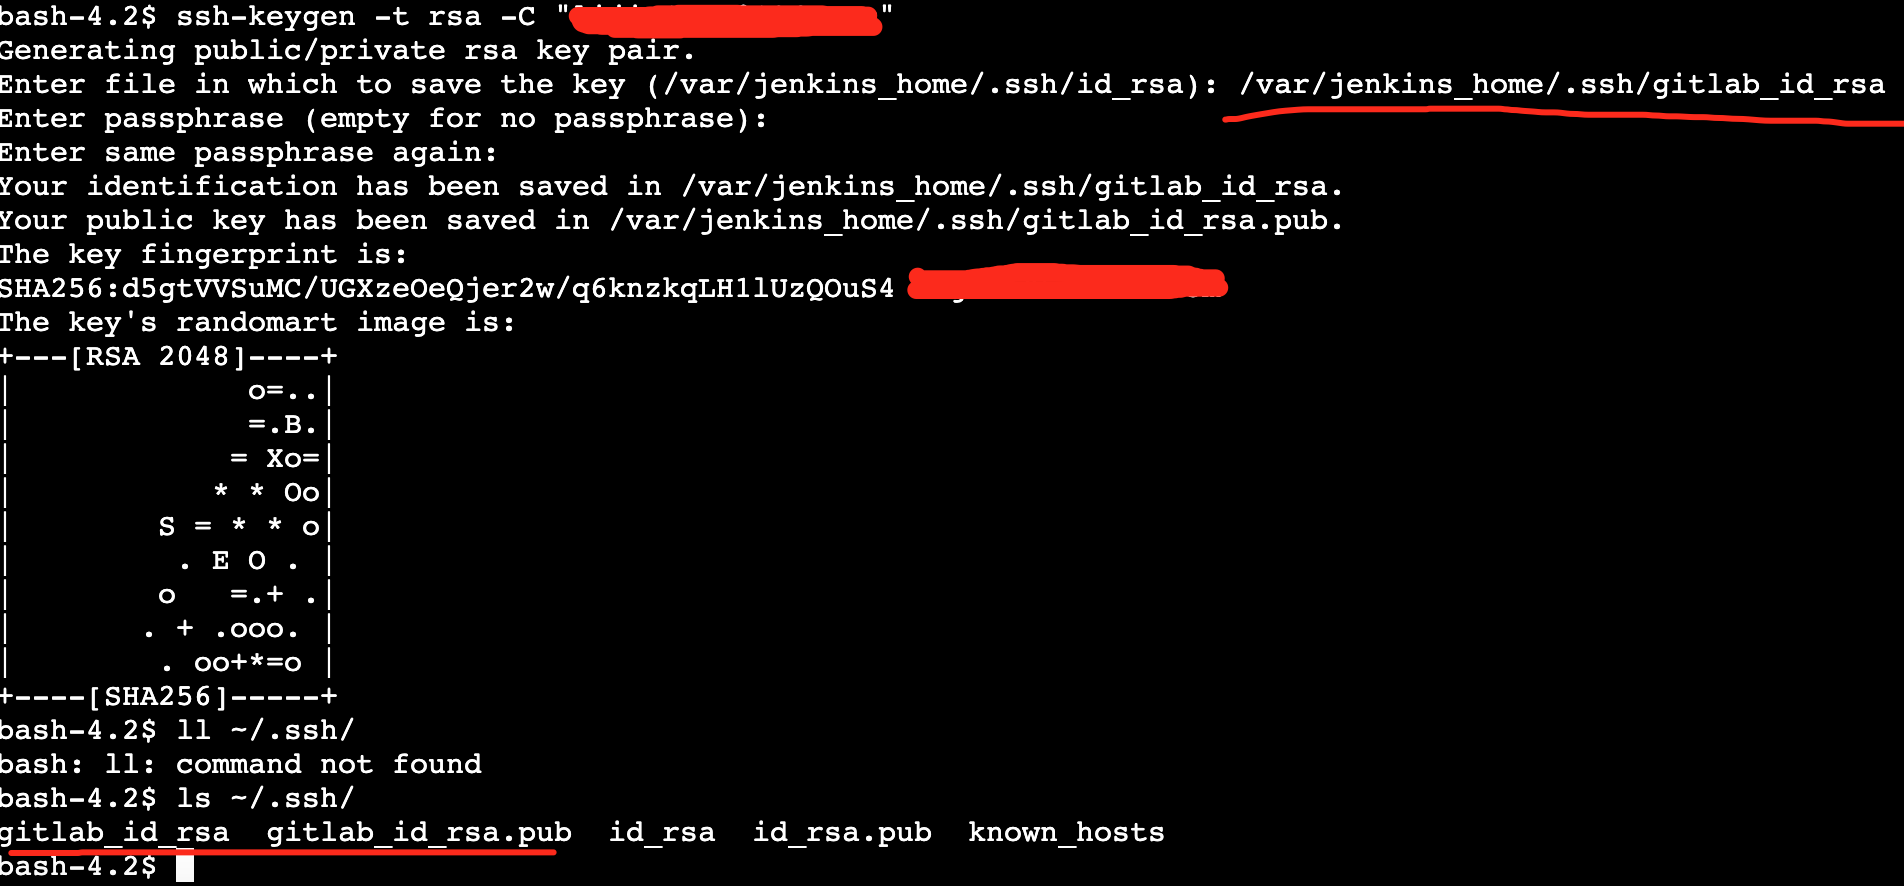 bash-4.2$ ssh-keygen -t rsa -C " "
Generating public/private rsa key pair.
Enter file in which to save the key (/var/jenkins_home/.ssh/id_rsa): /var/jenkins_home/.ssh/gitlab_id_rsa
Enter passphrase (empty for no passphrase):
Enter same passphrase again:
Your identification has been saved in /var/jenkins_home/.ssh/gitlab_id_rsa.
Your public key has been saved in /var/jenkins_home/.ssh/gitlab_id_rsa.pub.
The key fingerprint is:
SHA256:d5gtVVSuMC/UGXzeOeQjer2w/q6knzkqLH1lUzQOuS4
The key's randomart image is:
+---[RSA 2048]----+
|             o=..|
|             =.B.|
|            = Xo=|
|           * * Oo|
|        S = * * o|
|         . E O . |
|        o   =.+ .|
|       . + .ooo. |
|        . oo+*=o |
+----[SHA256]-----+
bash-4.2$ ll ~/.ssh/
bash: ll: command not found
bash-4.2$ ls ~/.ssh/
gitlab_id_rsa  gitlab_id_rsa.pub  id_rsa  id_rsa.pub  known_hosts
bash-4.2$